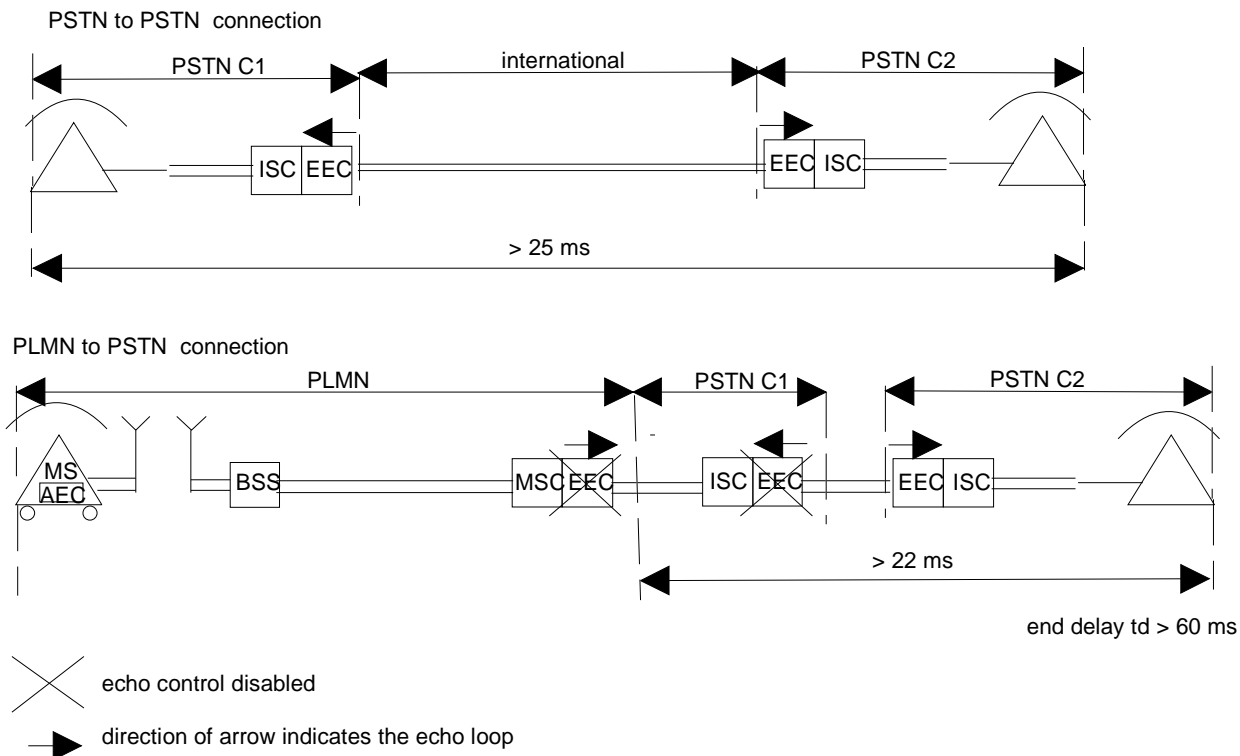 PSTN to PSTN connection
PSTN C1 international PSTN C2
ISC EEC EEC ISC
> 25 ms
PLMN to PSTN connection
PLMN PSTN C1 PSTN C2
MS
AEC BSS MSC EEC ISC EEC EEC ISC
> 22 ms
end delay td > 60 ms
echo control disabled
direction of arrow indicates the echo loop